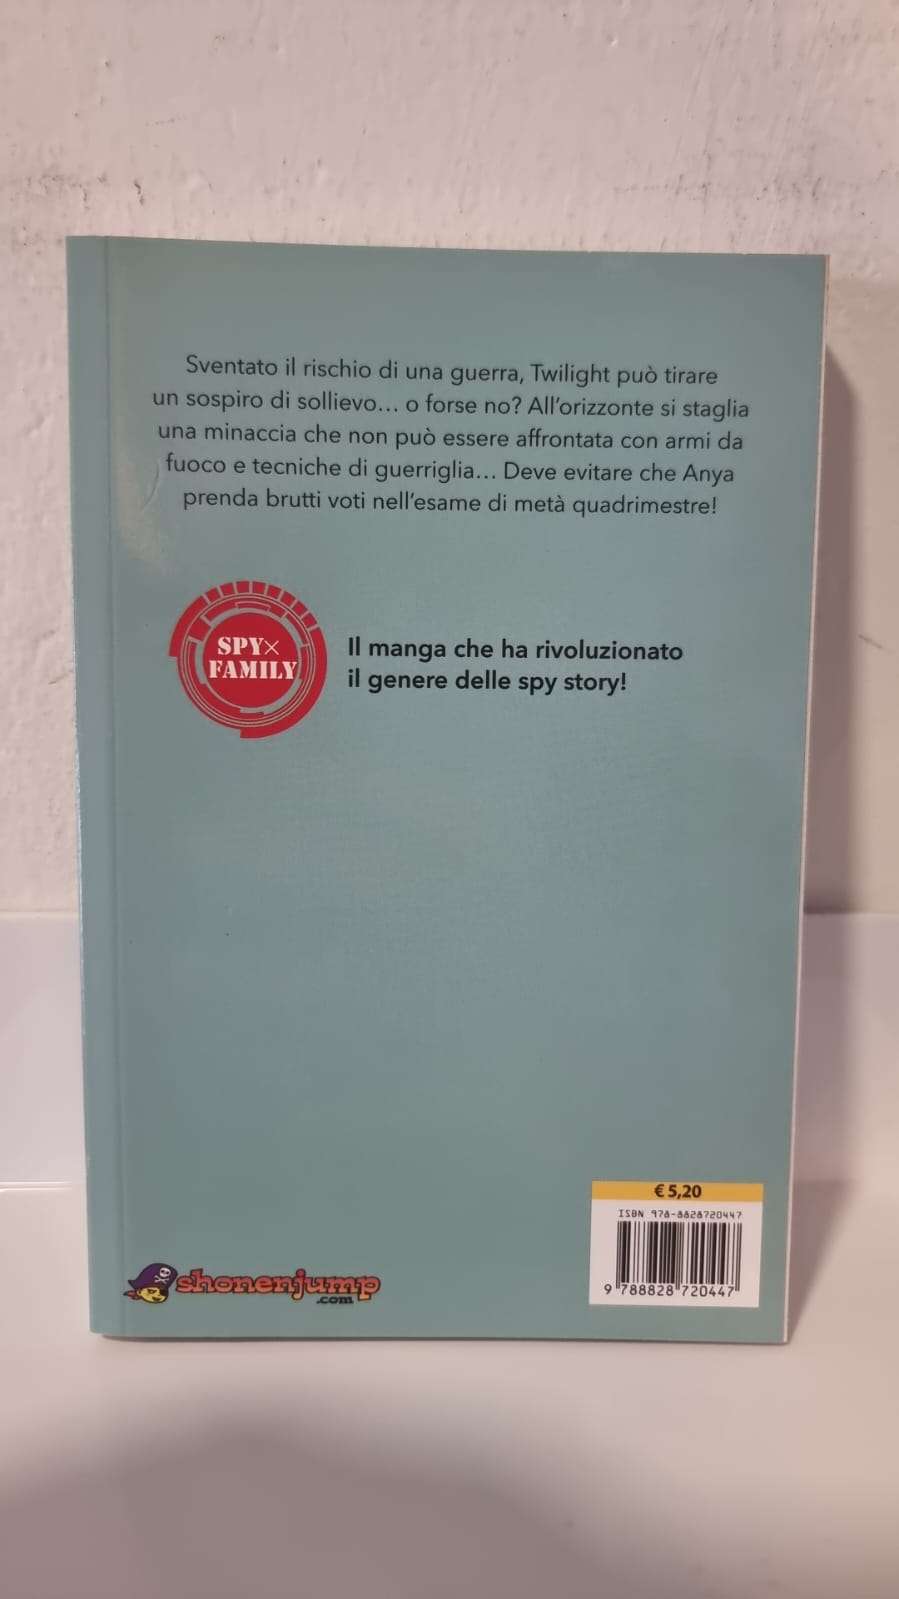 Sventato il rischio di una guerra, Twilight può tirare
un sospiro di sollievo... o forse no? All'orizzonte si staglia
una minaccia che non può essere affrontata con armi da
fuoco e tecniche di guerriglia... Deve evitare che Anya
prenda brutti voti nell'esame di metà quadrimestre!
SPY×
FAMILY
Il manga che ha rivoluzionato
il genere delle spy story!
€ 5,20
ISBN 978-8828720447
9 788828 720447
shonenjump
.com